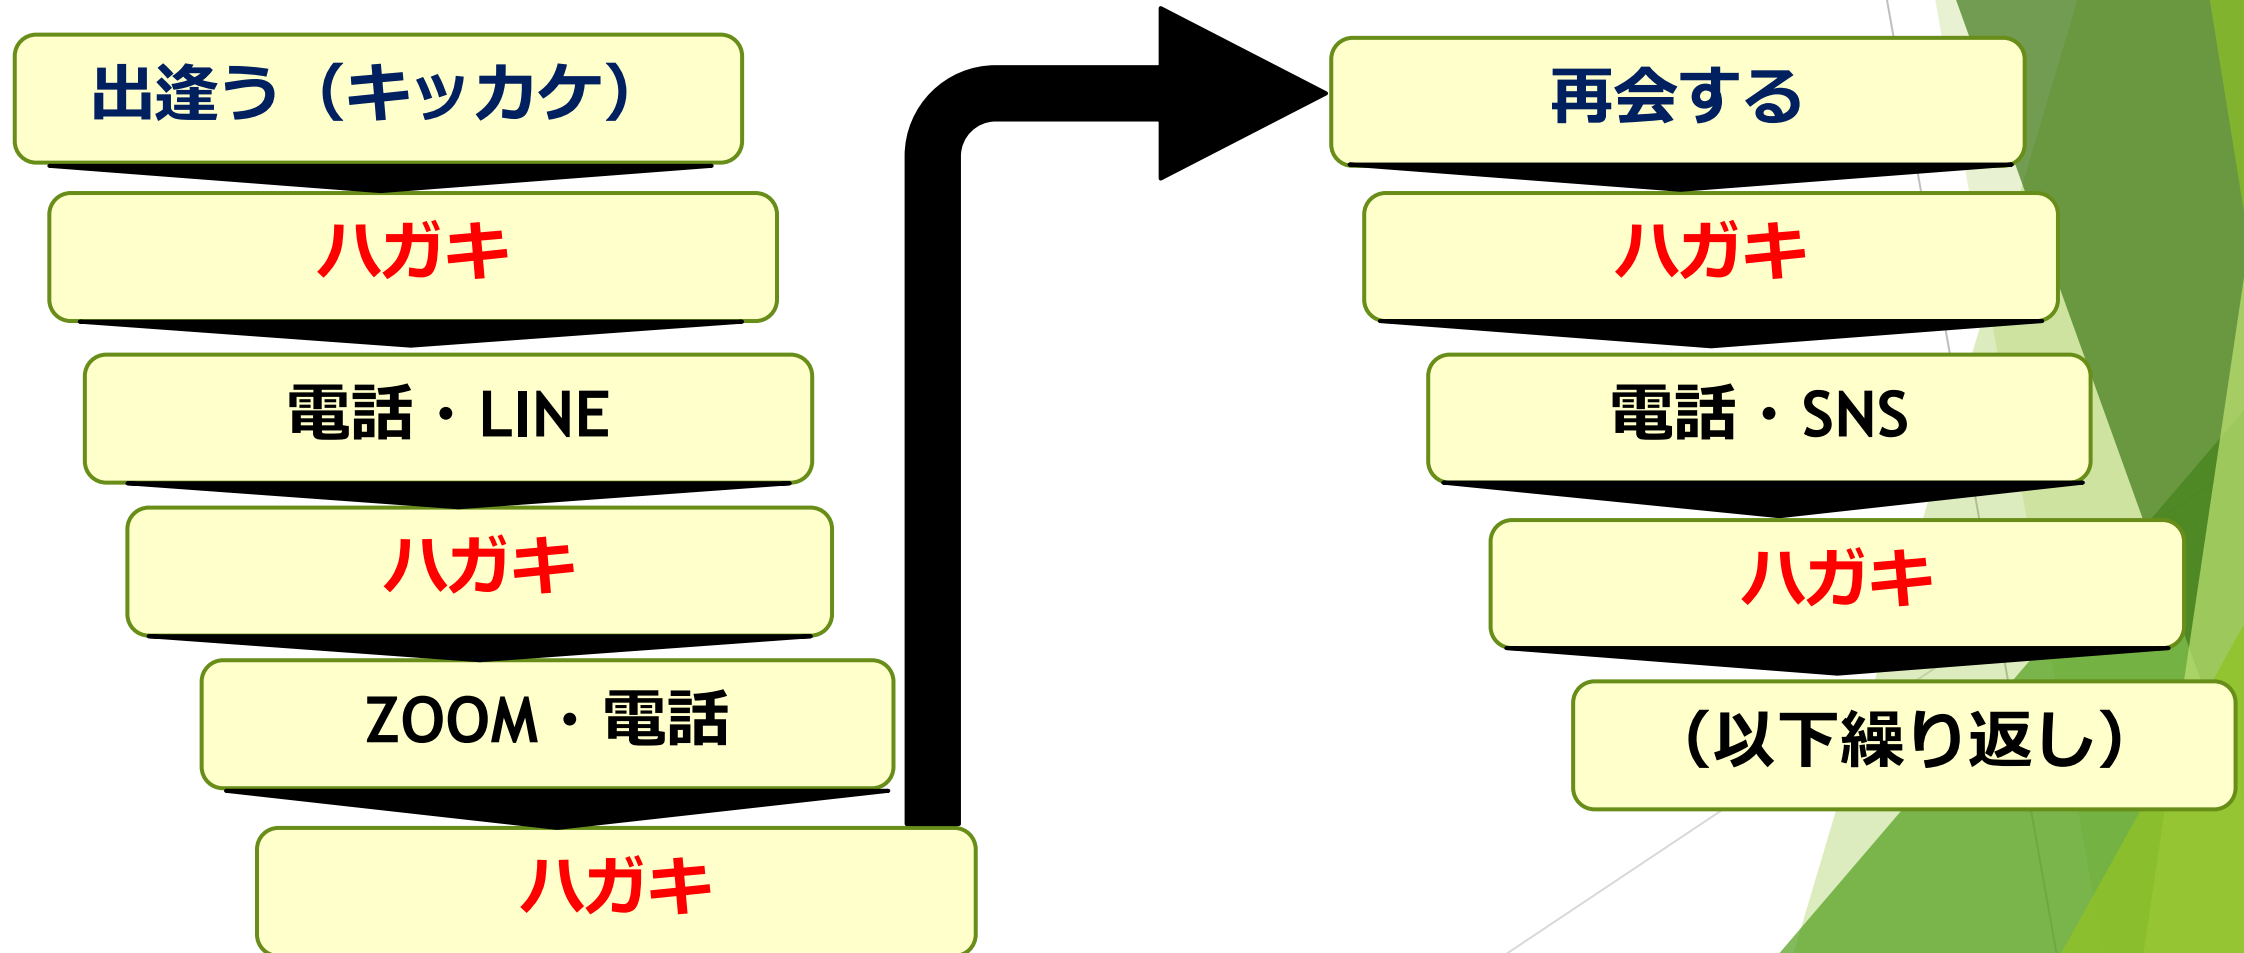 出逢う（キッカケ）
ハガキ
電話・LINE
ハガキ
ZOOM・電話
ハガキ
再会する
ハガキ
電話・SNS
ハガキ
（以下繰り返し）